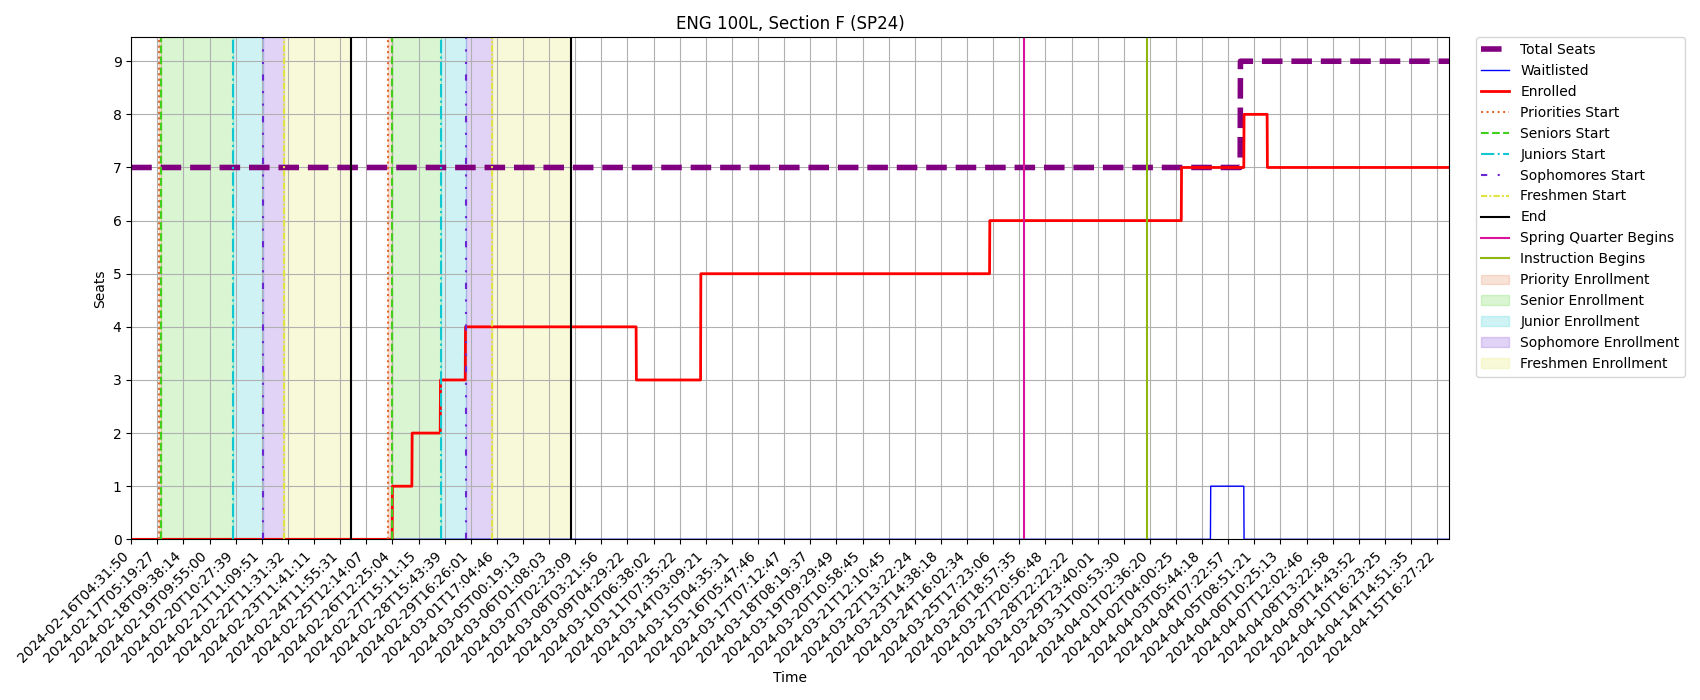 ENG 100L, Section F (SP24)
Seats
9
8
7
6
5
4
3
2
1
0
2024-02-16T04:31:50
2024-02-17T05:19:27
2024-02-18T09:38:14
2024-02-19T09:55:00
2024-02-20T10:27:39
2024-02-21T11:09:51
2024-02-22T11:31:32
2024-02-23T11:41:11
2024-02-24T11:55:31
2024-02-25T12:14:07
2024-02-26T12:25:04
2024-02-27T15:11:15
2024-02-28T15:43:39
2024-02-29T16:26:01
2024-03-01T17:04:46
2024-03-05T00:19:13
2024-03-06T01:08:03
2024-03-07T02:23:09
2024-03-08T03:21:56
2024-03-09T04:29:22
2024-03-10T06:38:02
2024-03-11T07:35:22
2024-03-14T03:09:21
2024-03-15T04:35:31
2024-03-16T05:47:46
2024-03-17T07:12:47
2024-03-18T08:19:37
2024-03-19T09:29:49
2024-03-20T10:58:45
2024-03-21T12:10:45
2024-03-22T13:22:24
2024-03-23T14:38:18
2024-03-24T16:02:34
2024-03-25T17:23:06
2024-03-26T18:57:35
2024-03-27T20:56:48
2024-03-28T22:22:22
2024-03-29T23:40:01
2024-03-31T00:53:30
2024-04-01T02:36:20
2024-04-02T04:00:25
2024-04-03T05:44:18
2024-04-04T07:22:57
2024-04-05T08:51:21
2024-04-06T10:25:13
2024-04-07T12:02:46
2024-04-08T13:22:58
2024-04-09T14:43:52
2024-04-10T16:23:25
2024-04-14T14:51:35
2024-04-15T16:27:22
Time
Total Seats
Waitlisted
Enrolled
Priorities Start
Seniors Start
Juniors Start
Sophomores Start
Freshmen Start
End
Spring Quarter Begins
Instruction Begins
Priority Enrollment
Senior Enrollment
Junior Enrollment
Sophomore Enrollment
Freshmen Enrollment